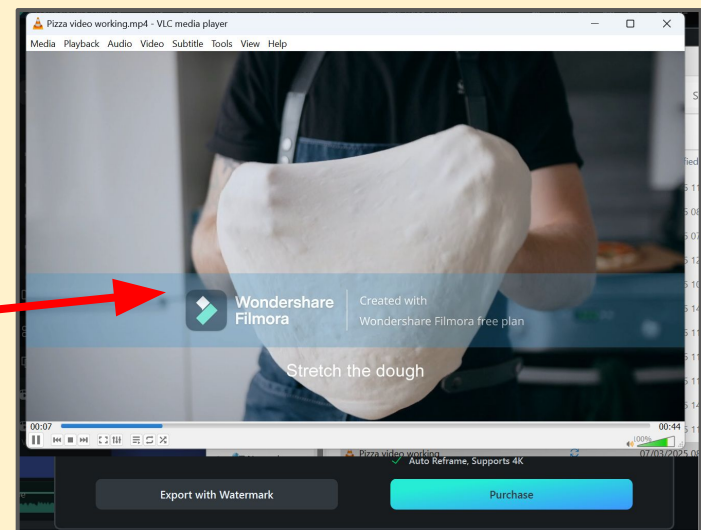 Pizza video working.mp4 - VLC media player
Media Playback Audio Video Subtitle Tools View Help
Wondershare
Filmora
Created with
Wondershare Filmora free plan
Stretch the dough
00:07
00:44
100%
Pizza video working
07/03/2025 08
Auto Reframe, Supports 4K
Export with Watermark
Purchase